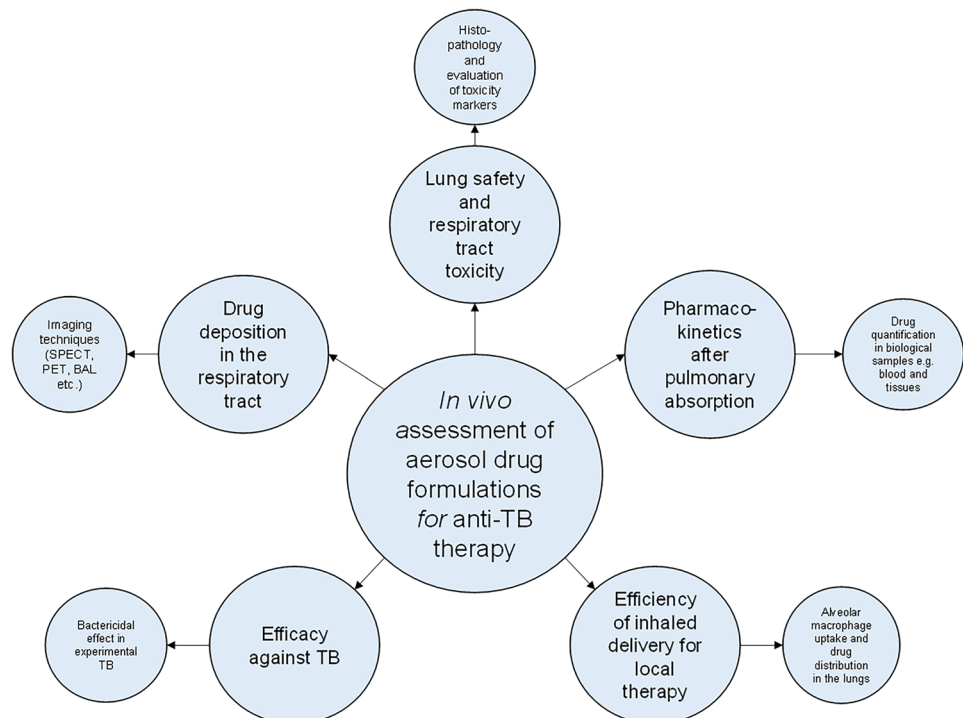 Histo-
pathology
and
evaluation
of toxicity
markers
Lung safety
and
respiratory
tract
toxicity
Drug
deposition
in the
respiratory
tract
Imaging
techniques
(SPECT,
PET, BAL
etc.)
Pharmaco-
kinetics
after
pulmonary
absorption
Drug
quantification
in biological
samples e.g.
blood and
tissues
In vivo
assessment of
aerosol drug
formulations
for anti-TB
therapy
Efficacy
against TB
Bactericidal
effect in
experimental
TB
Efficiency
of inhaled
delivery for
local
therapy
Alveolar
macrophage
uptake and
drug
distribution
in the lungs